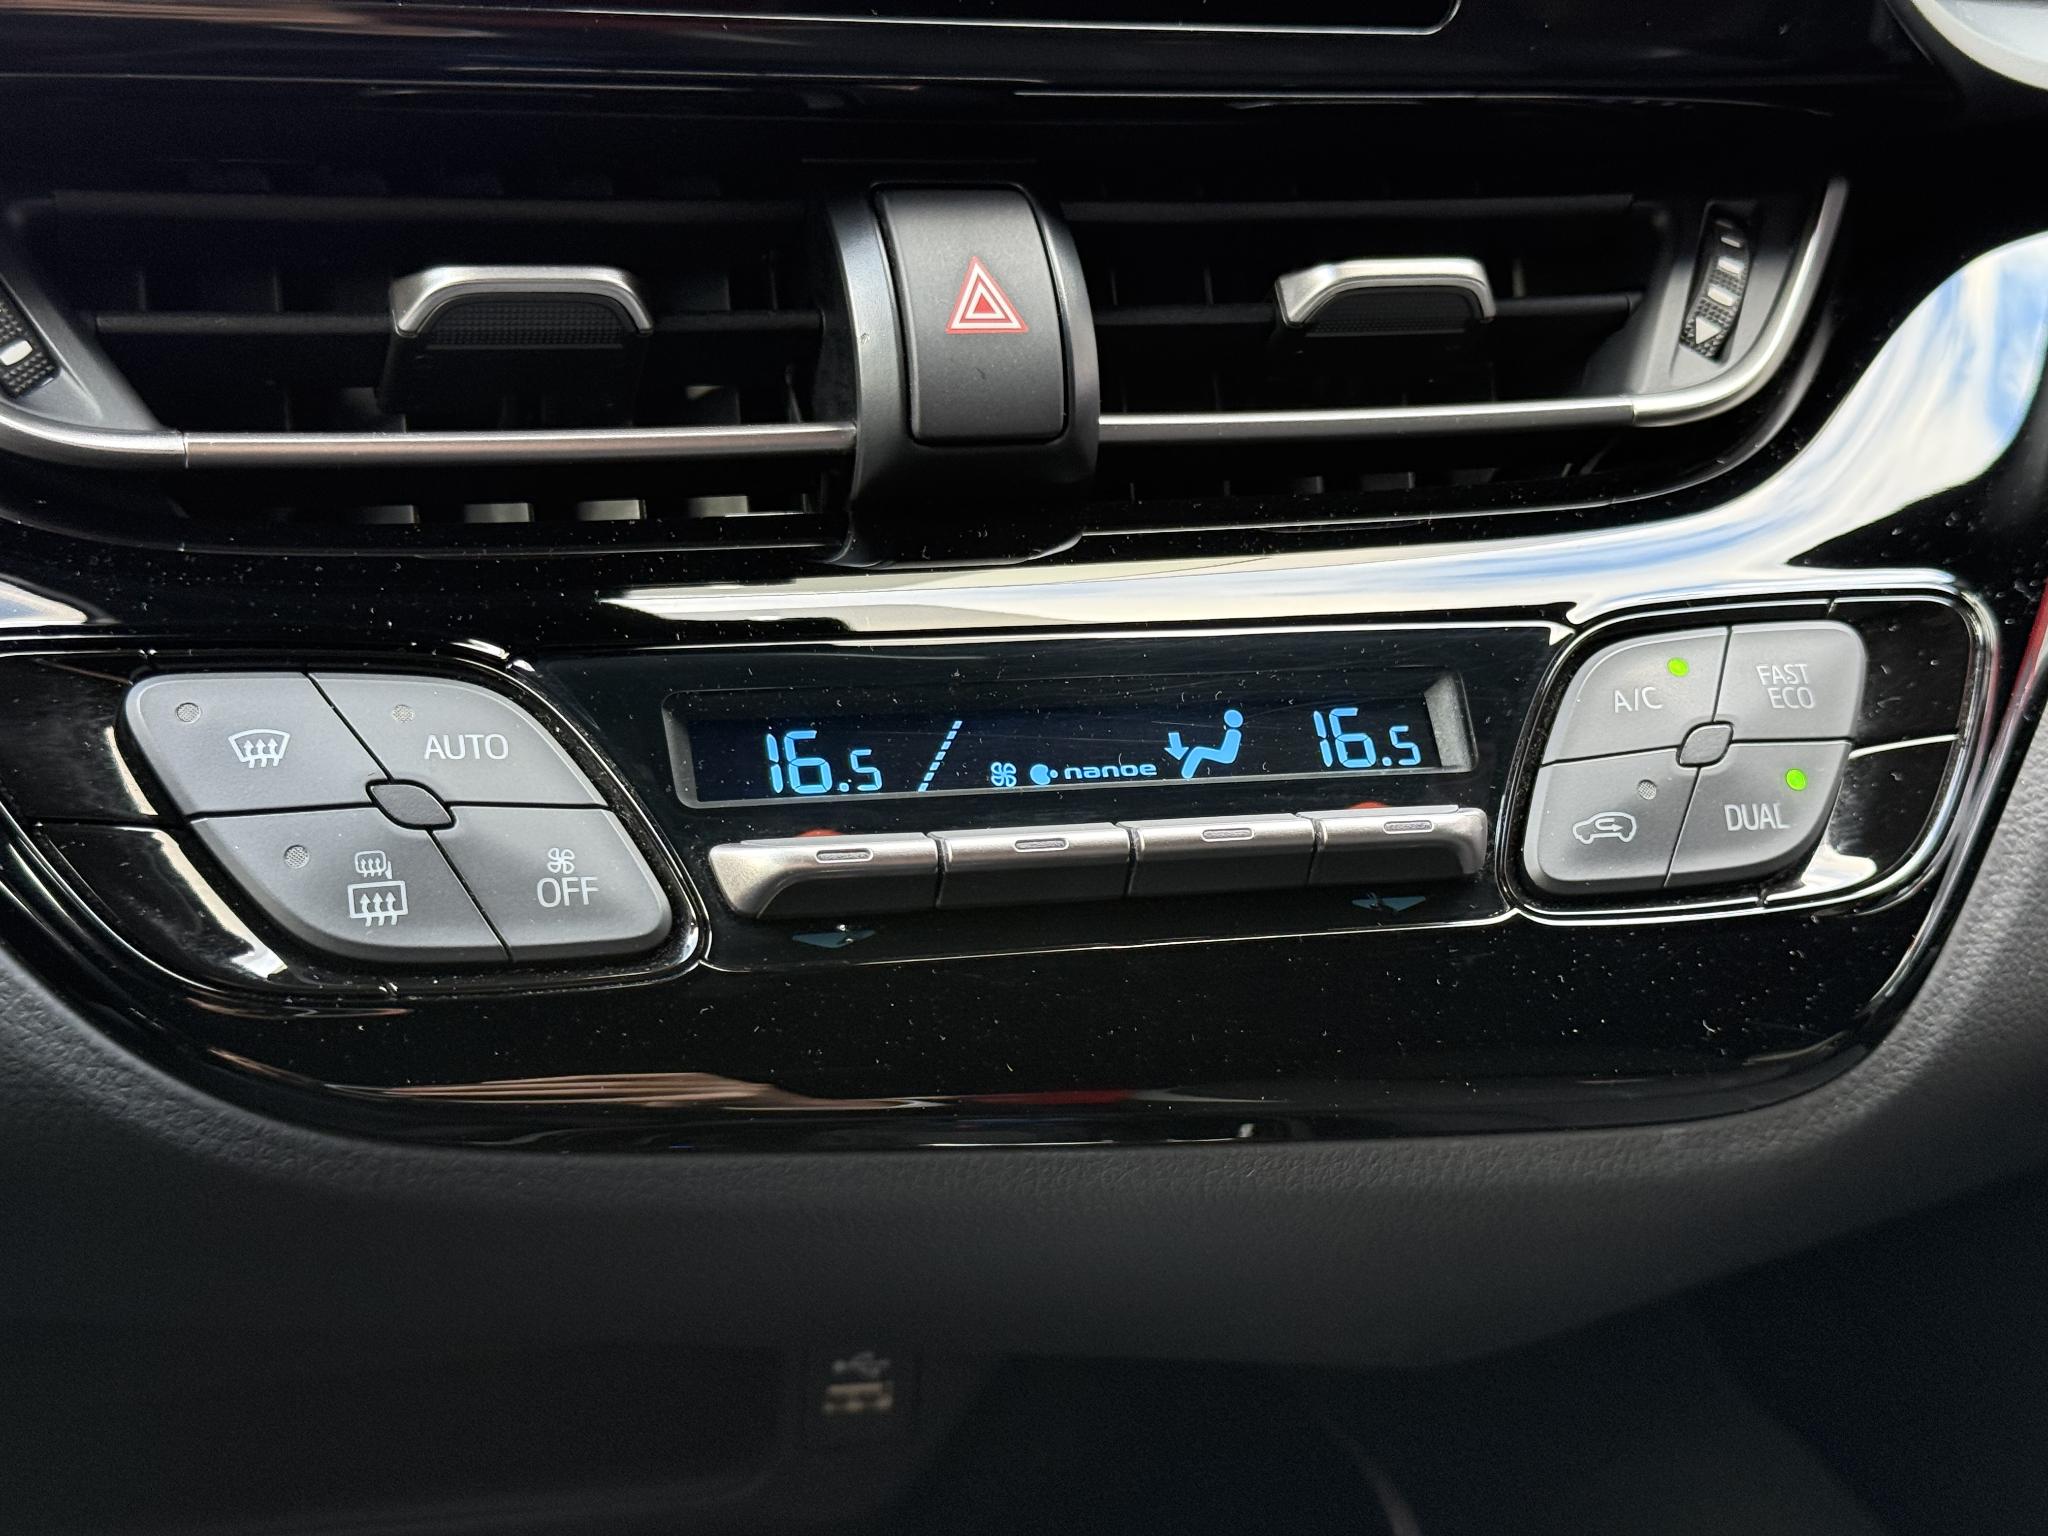 A/C
FAST
ECO
AUTO
16.5
nanoe
16.5
OFF
DUAL